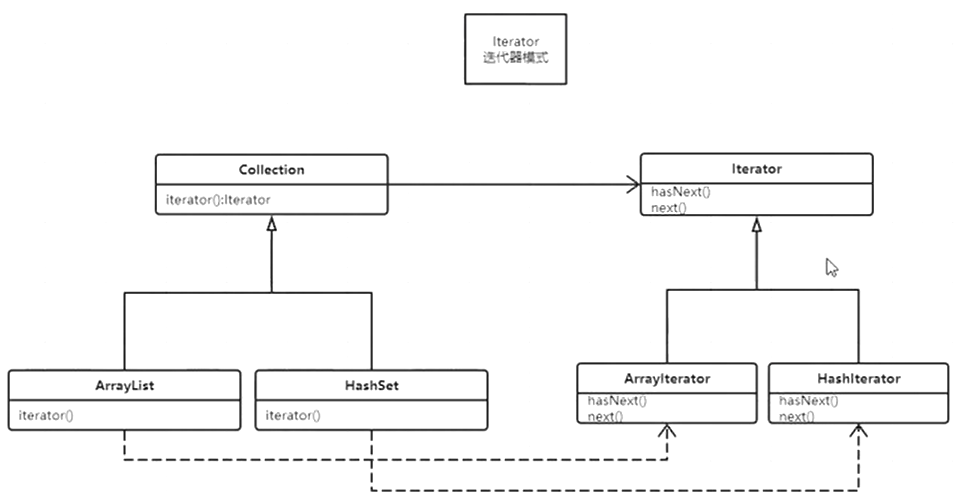 Iterator
迭代器模式
Collection
iterator():Iterator
Iterator
hasNext()
next()
ArrayList
iterator()
HashSet
iterator()
ArrayIterator
hasNext()
next()
HashIterator
hasNext()
next()